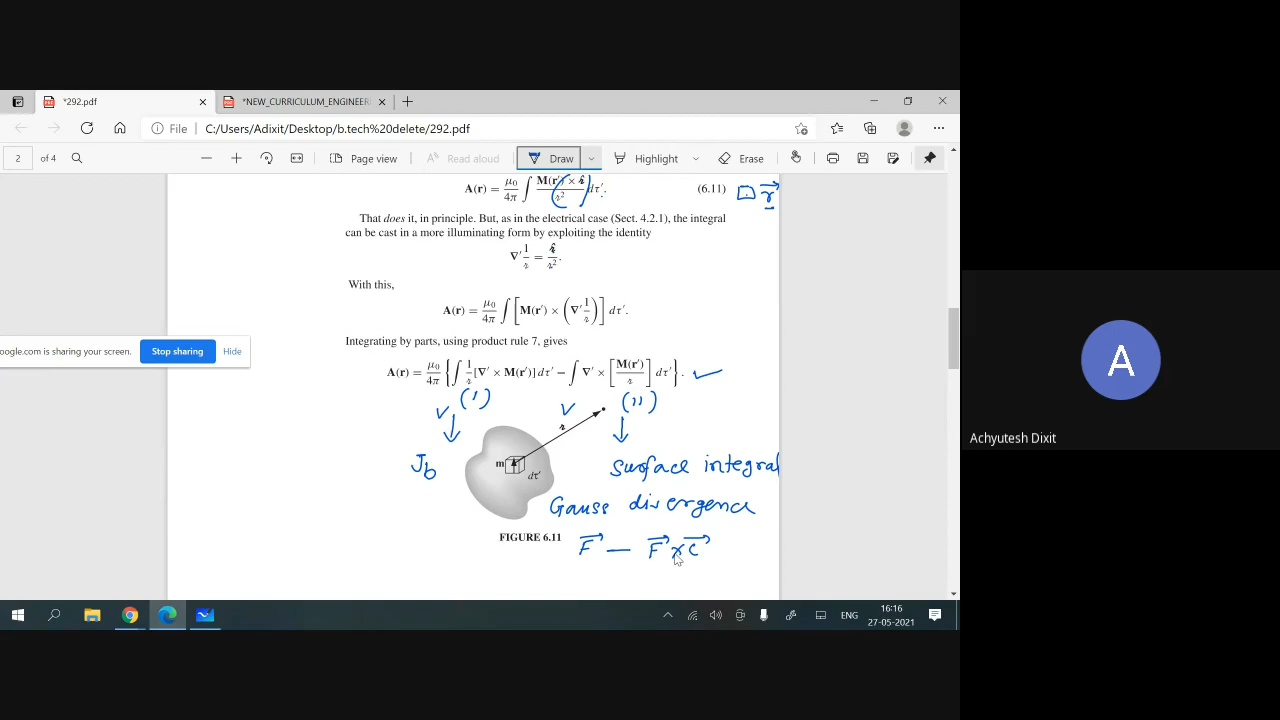 *292.pdf
*NEW_CURRICULUM_ENGINEERI
File
C:/Users/Adixit/Desktop/b.tech%20delete/292.pdf
2 of 4
Page view
Read aloud
Draw
Highlight
Erase
A(r) = μ₀/4π ∫ M(r′) × 𝓇̂ / 𝓇² dτ′. (6.11)
r⃗
That does it, in principle. But, as in the electrical case (Sect. 4.2.1), the integral
can be cast in a more illuminating form by exploiting the identity
∇′ 1/𝓇 = 𝓇̂/𝓇².
With this,
A(r) = μ₀/4π ∫ [M(r′) × (∇′ 1/𝓇)] dτ′.
Integrating by parts, using product rule 7, gives
oogle.com is sharing your screen. Stop sharing Hide
A(r) = μ₀/4π {∫ 1/𝓇 [∇′ × M(r′)] dτ′ − ∫ ∇′ × [M(r′)/𝓇] dτ′}. ✓
V (I) V (II)
𝓇
J_b
m
dτ′
Surface integral
Gauss divergence
FIGURE 6.11
F⃗ — F⃗ × C⃗
A
Achyutesh Dixit
ENG
16:16
27-05-2021